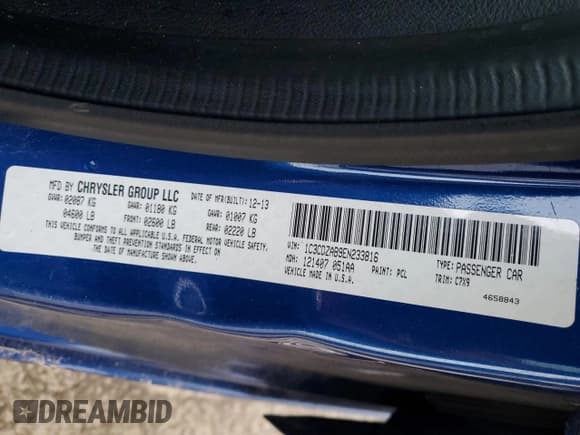 MFD BY CHRYSLER GROUP LLC DATE OF MFR(BUILT): 12-13
GVWR: 02087 KG GAWR: 01180 KG GAWR: 01007 KG
04600 LB FRONT: 02600 LB REAR: 02220 LB
THIS VEHICLE CONFORMS TO ALL APPLICABLE U.S.A. FEDERAL MOTOR VEHICLE SAFETY,
BUMPER AND THEFT PREVENTION STANDARDS IN EFFECT ON
THE DATE OF MANUFACTURE SHOWN ABOVE.
VIN: 1C3CDZAB9EN233816 TYPE: PASSENGER CAR
MDH: 121407 051AA PAINT: PCL TRIM: C7X9
VEHICLE MADE IN U.S.A.
4658843
DREAMBID